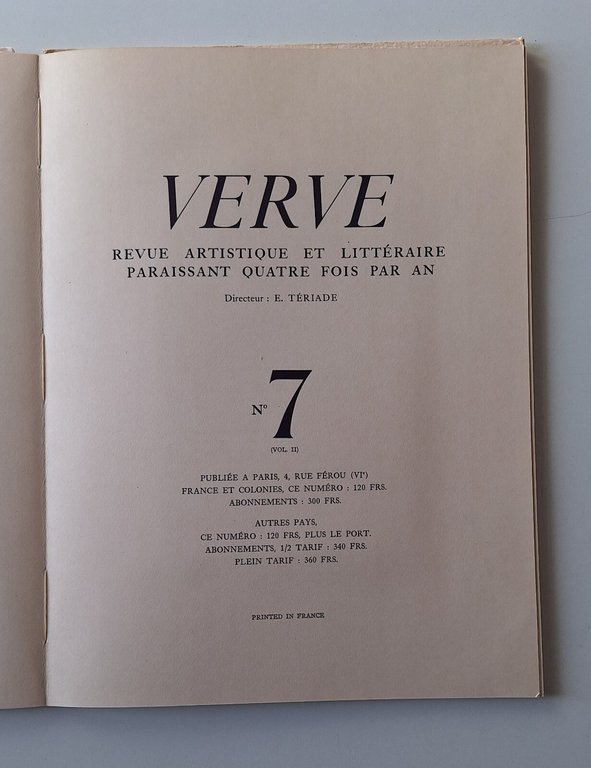 VERVE
REVUE ARTISTIQUE ET LITTÉRAIRE
PARAISSANT QUATRE FOIS PAR AN
Directeur : E. TÉRIADE
N° 7
(VOL. II)
PUBLIÉE A PARIS, 4, RUE FÉROU (VIᵉ)
FRANCE ET COLONIES, CE NUMÉRO : 120 FRS.
ABONNEMENTS : 300 FRS.
AUTRES PAYS,
CE NUMÉRO : 120 FRS, PLUS LE PORT.
ABONNEMENTS, 1/2 TARIF : 340 FRS.
PLEIN TARIF : 360 FRS.
PRINTED IN FRANCE